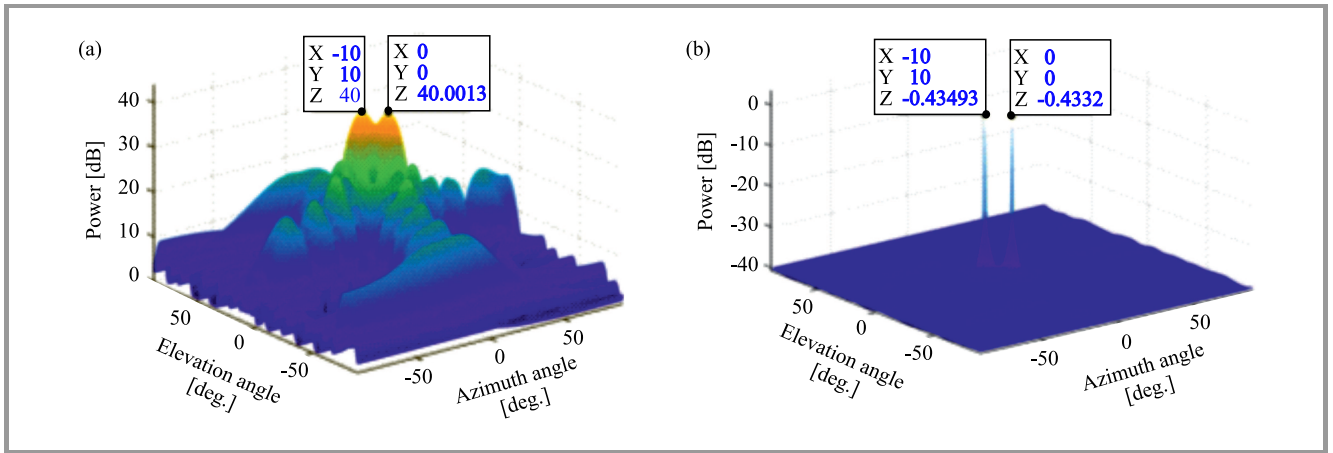 (a)
X -10
Y 10
Z 40
X 0
Y 0
Z 40.0013
40
30
20
10
0
Power [dB]
50
0
-50
Elevation angle
[deg.]
-50
0
50
Azimuth angle
[deg.]
(b)
X -10
Y 10
Z -0.43493
X 0
Y 0
Z -0.4332
0
-10
-20
-30
-40
Power [dB]
50
0
-50
Elevation angle
[deg.]
-50
0
50
Azimuth angle
[deg.]